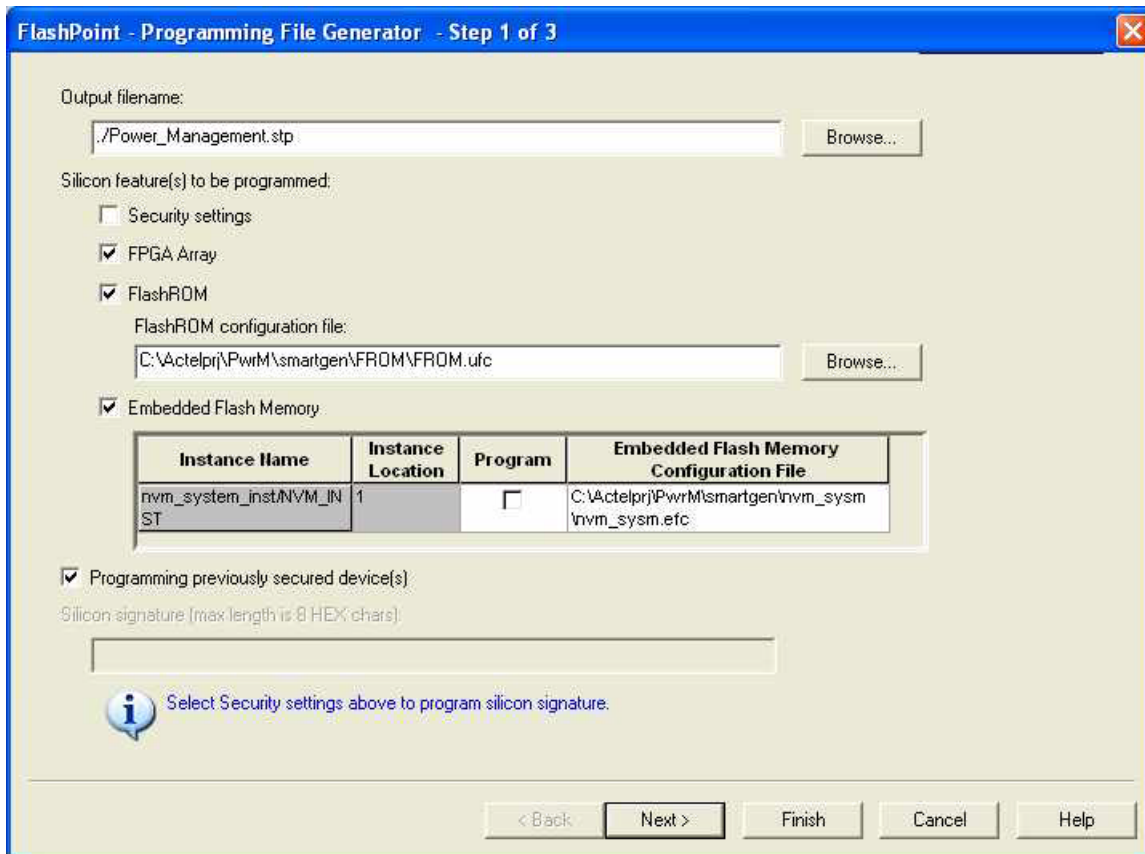 FlashPoint - Programming File Generator - Step 1 of 3
Output filename:
./Power_Management.stp
Browse...
Silicon feature(s) to be programmed:
Security settings
FPGA Array
FlashROM
FlashROM configuration file:
C:\Actelprj\PwrM\smartgen\FROM\FROM.ufc
Browse...
Embedded Flash Memory
Instance Name
Instance
Location
Program
Embedded Flash Memory
Configuration File
nvm_system_inst/NVM_IN
ST
1
C:\Actelprj\PwrM\smartgen\nvm_sysm
\nvm_sysm.efc
Programming previously secured device(s)
Silicon signature (max length is 8 HEX chars):
Select Security settings above to program silicon signature.
< Back
Next >
Finish
Cancel
Help